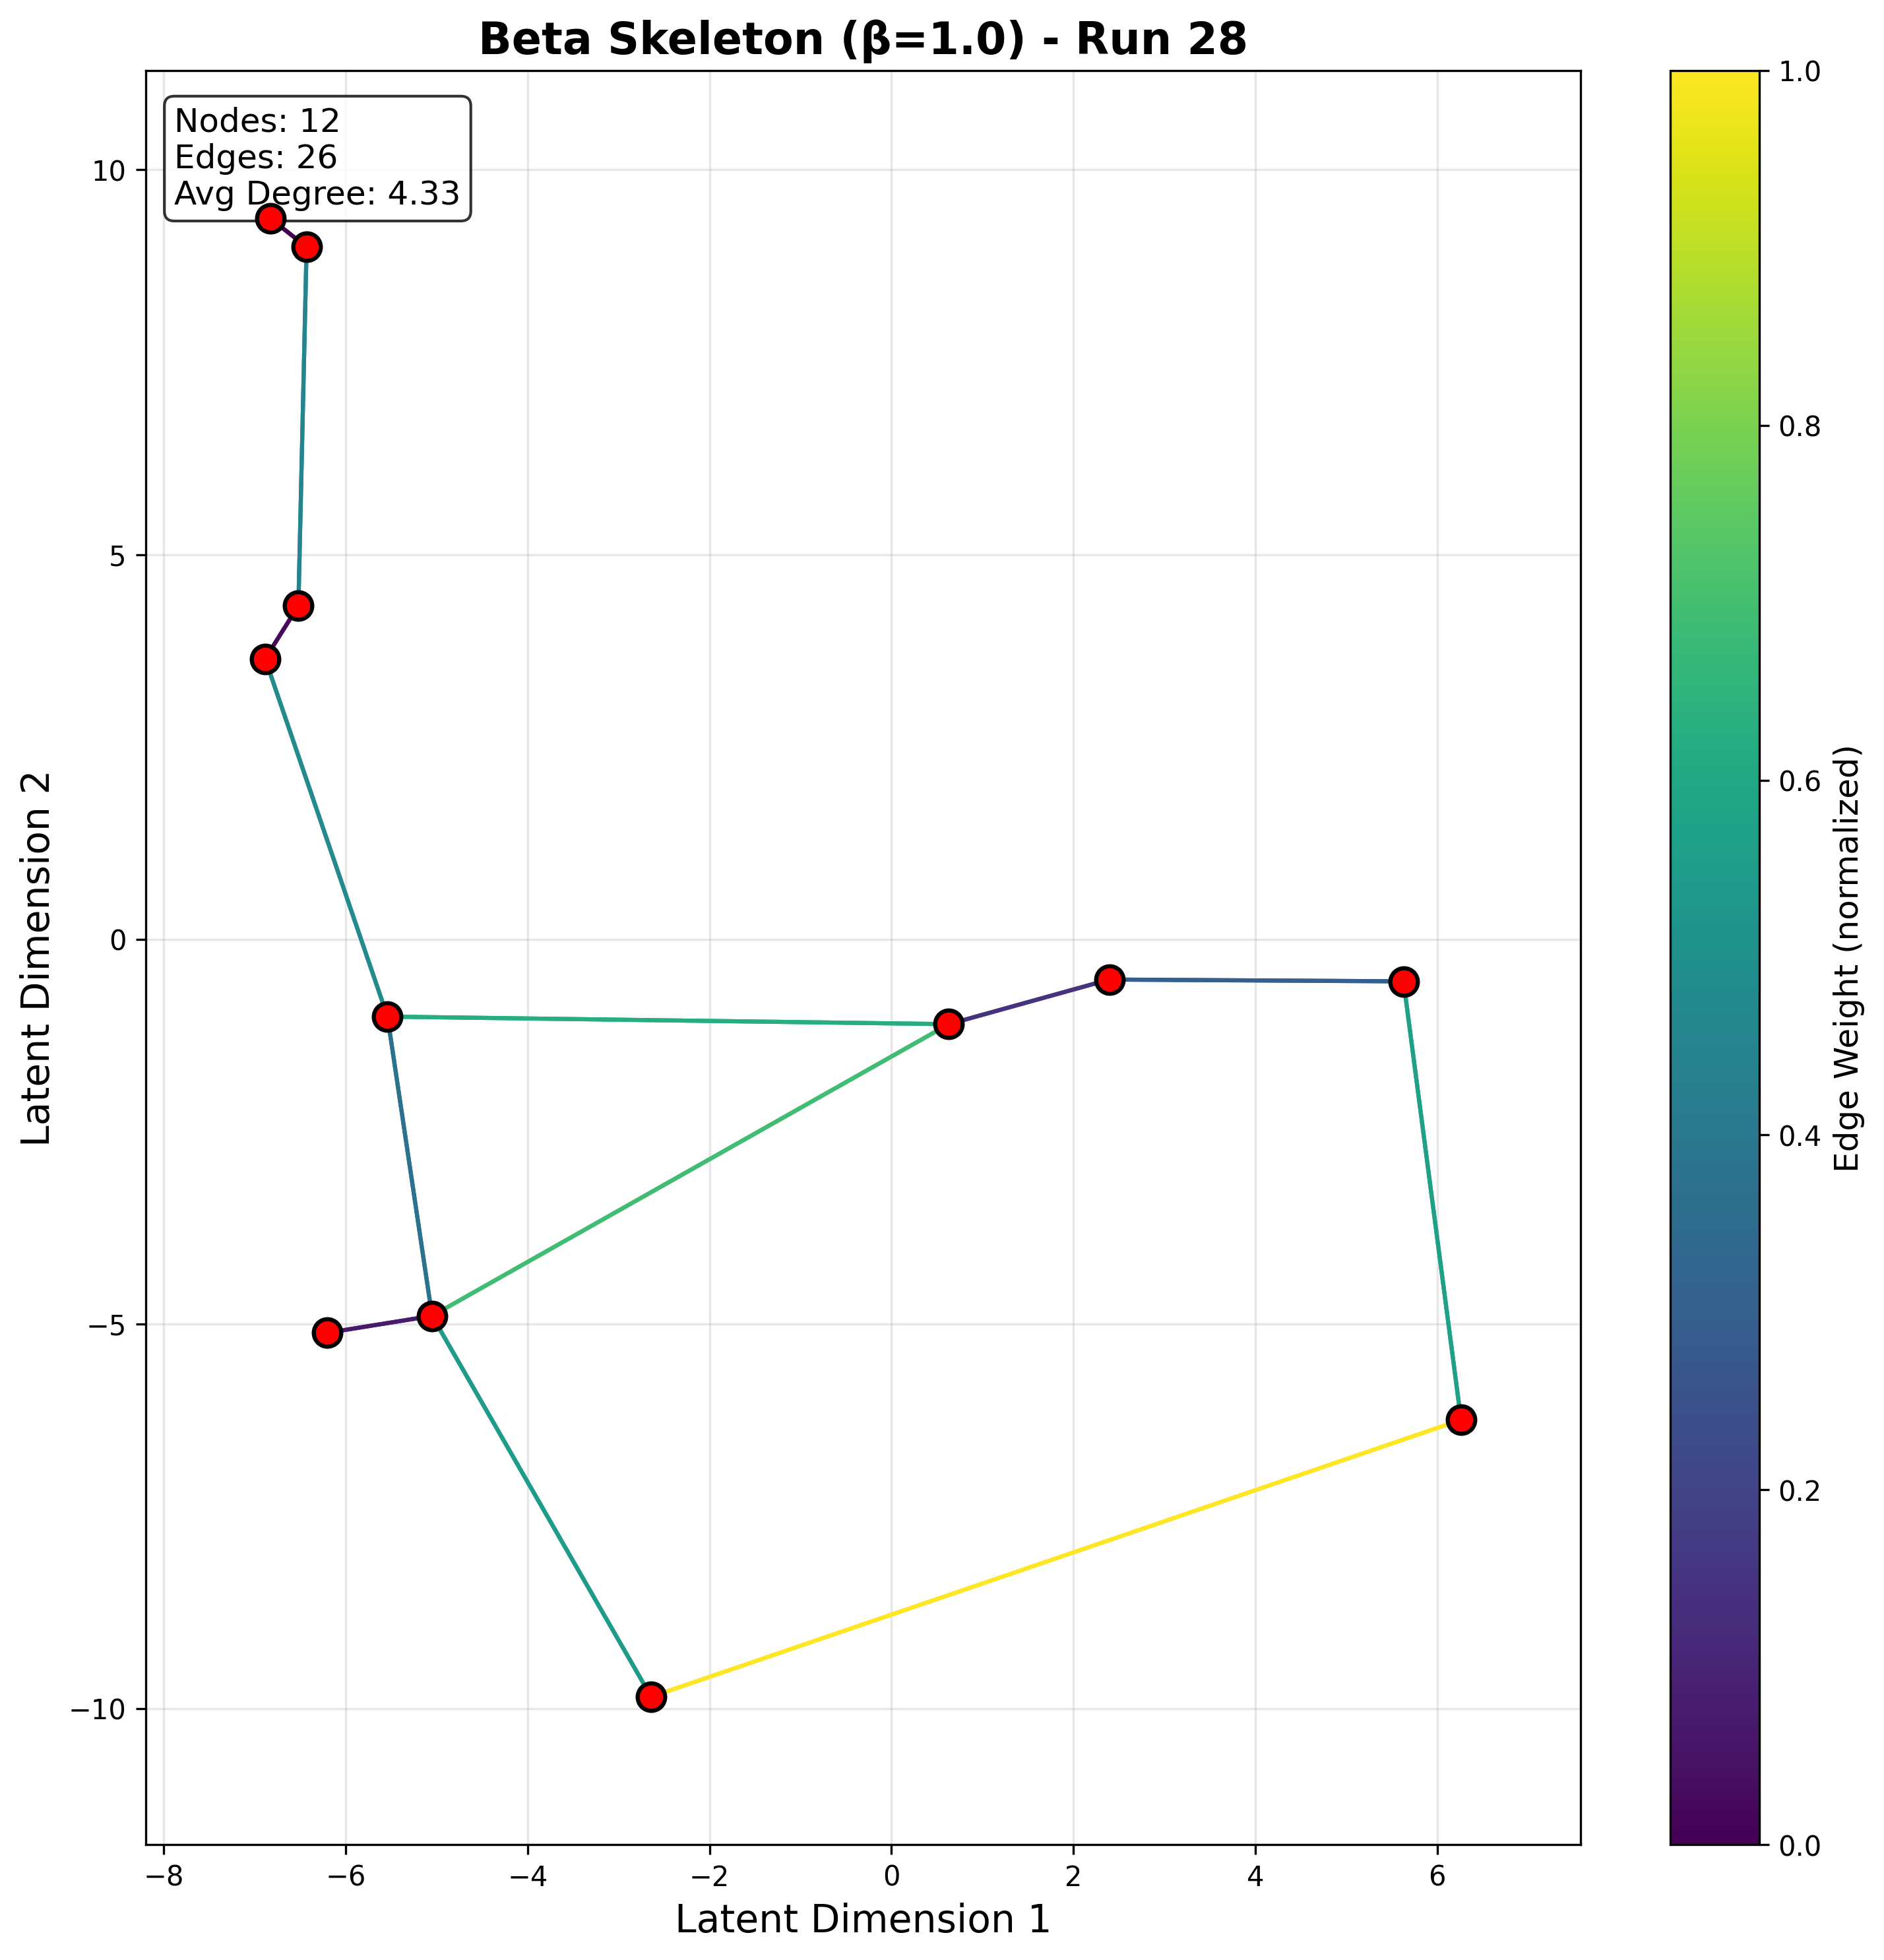 Beta Skeleton (β=1.0) - Run 28
Nodes: 12
Edges: 26
Avg Degree: 4.33
10
5
0
−5
−10
Latent Dimension 2
−8
−6
−4
−2
0
2
4
6
Latent Dimension 1
1.0
0.8
0.6
0.4
0.2
0.0
Edge Weight (normalized)